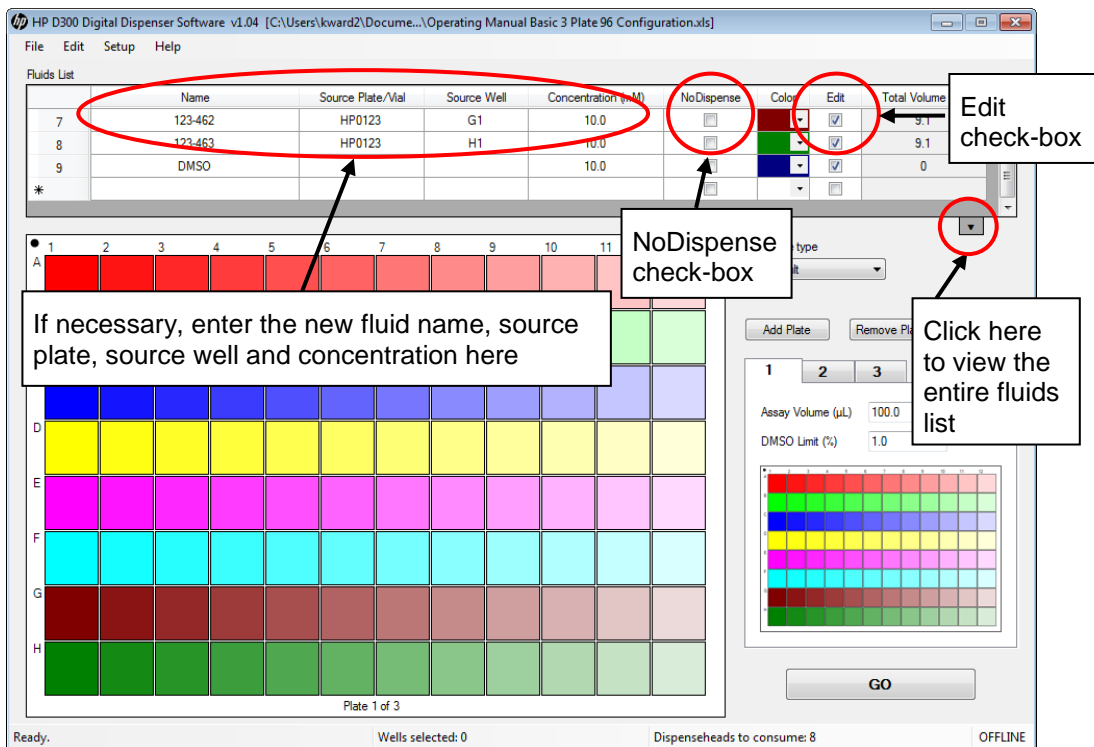 HP D300 Digital Dispenser Software v1.04 [C:\Users\kward2\Docume...\Operating Manual Basic 3 Plate 96 Configuration.xls]
File Edit Setup Help
Fluids List
Name Source Plate/Vial Source Well Concentration (mM) NoDispense Color Edit Total Volume
7 123-462 HP0123 G1 10.0 9.1
8 123-463 HP0123 H1 10.0 9.1
9 DMSO 10.0 0
*
Edit
check-box
NoDispense
check-box
1 2 3 4 5 6 7 8 9 10 11
type
A
If necessary, enter the new fluid name, source
plate, source well and concentration here
Click here
to view the
entire fluids
list
Add Plate Remove
1 2 3
Assay Volume (µL) 100.0
DMSO Limit (%) 1.0
D
E
F
G
H
Plate 1 of 3
GO
Ready. Wells selected: 0 Dispenseheads to consume: 8 OFFLINE